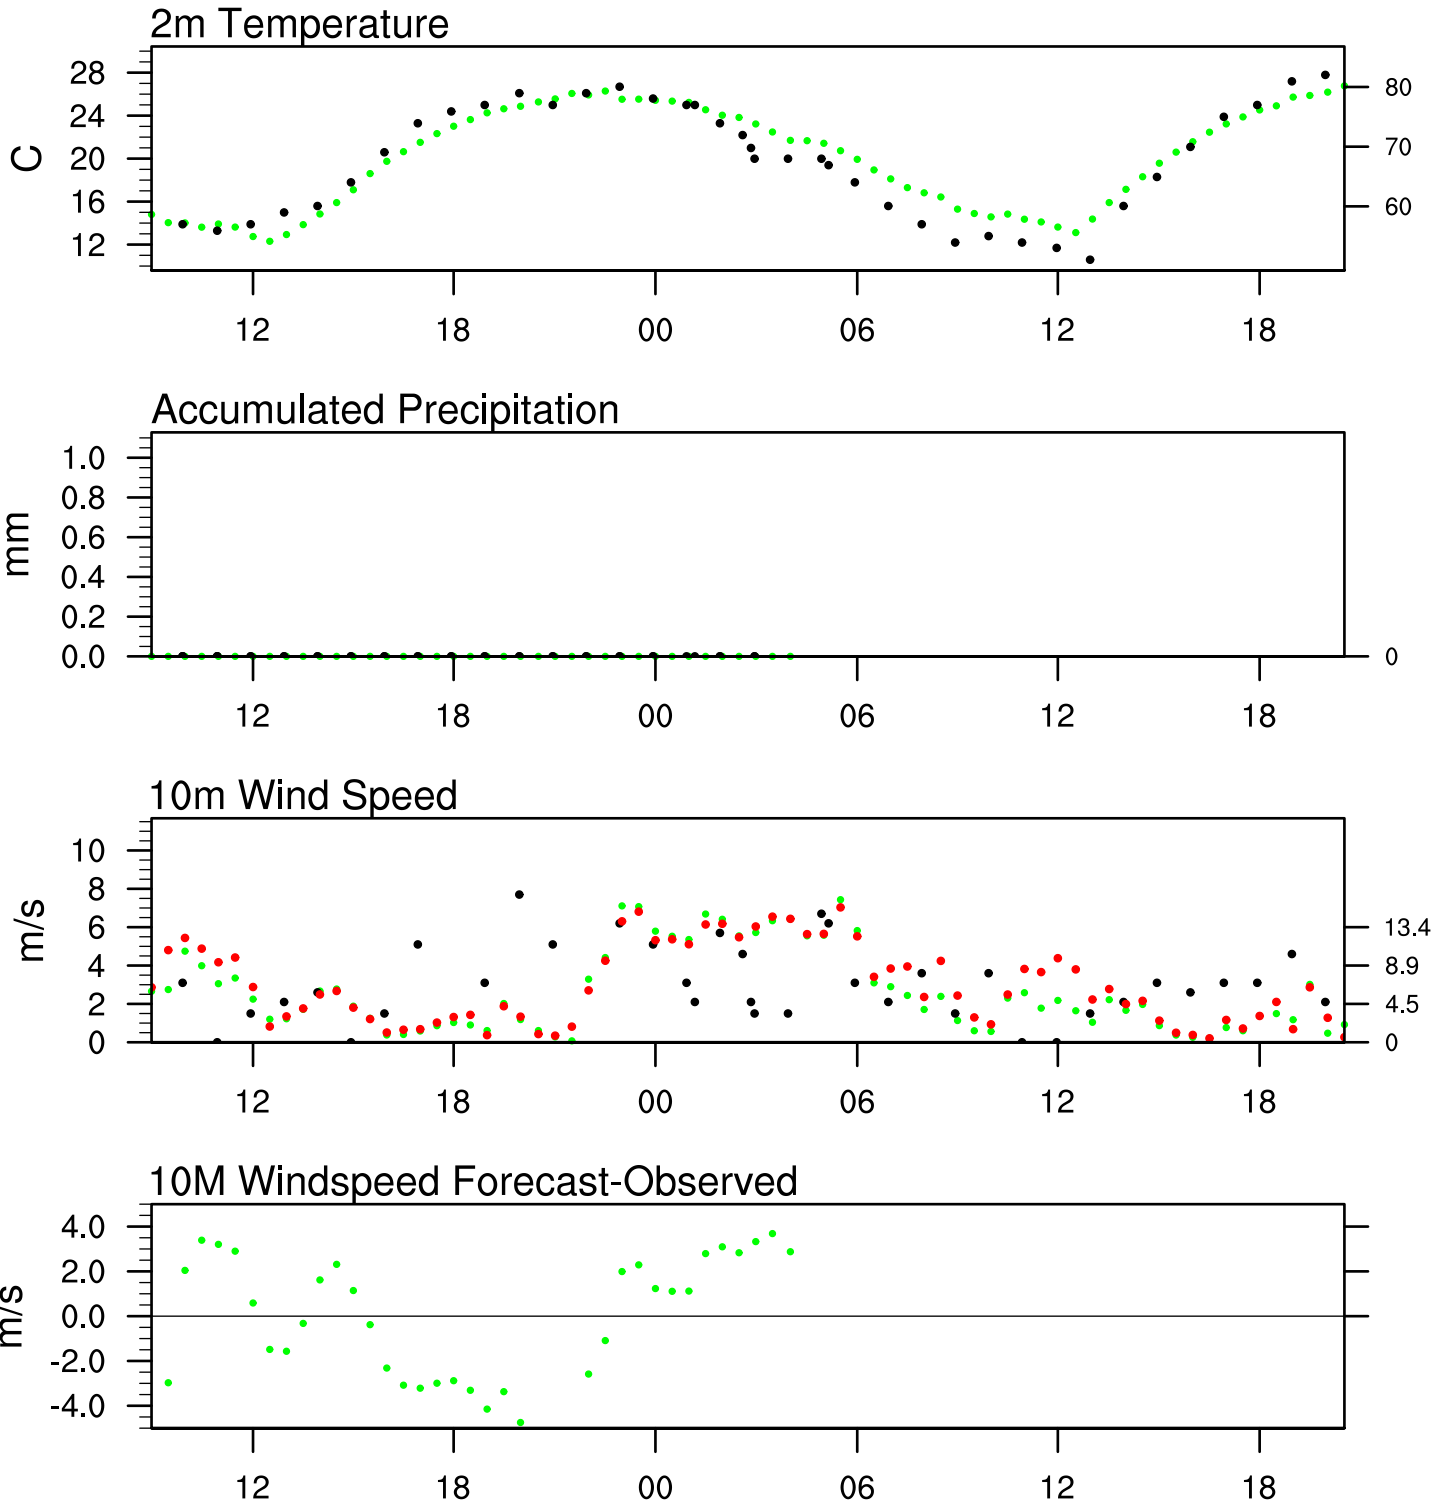 2m Temperature
28
24
20
16
12
C
80
70
60
12 18 00 06 12 18
Accumulated Precipitation
1.0
0.8
0.6
0.4
0.2
0.0
mm
0
12 18 00 06 12 18
10m Wind Speed
10
8
6
4
2
0
m/s
13.4
8.9
4.5
0
12 18 00 06 12 18
10M Windspeed Forecast-Observed
4.0
2.0
0.0
-2.0
-4.0
m/s
12 18 00 06 12 18